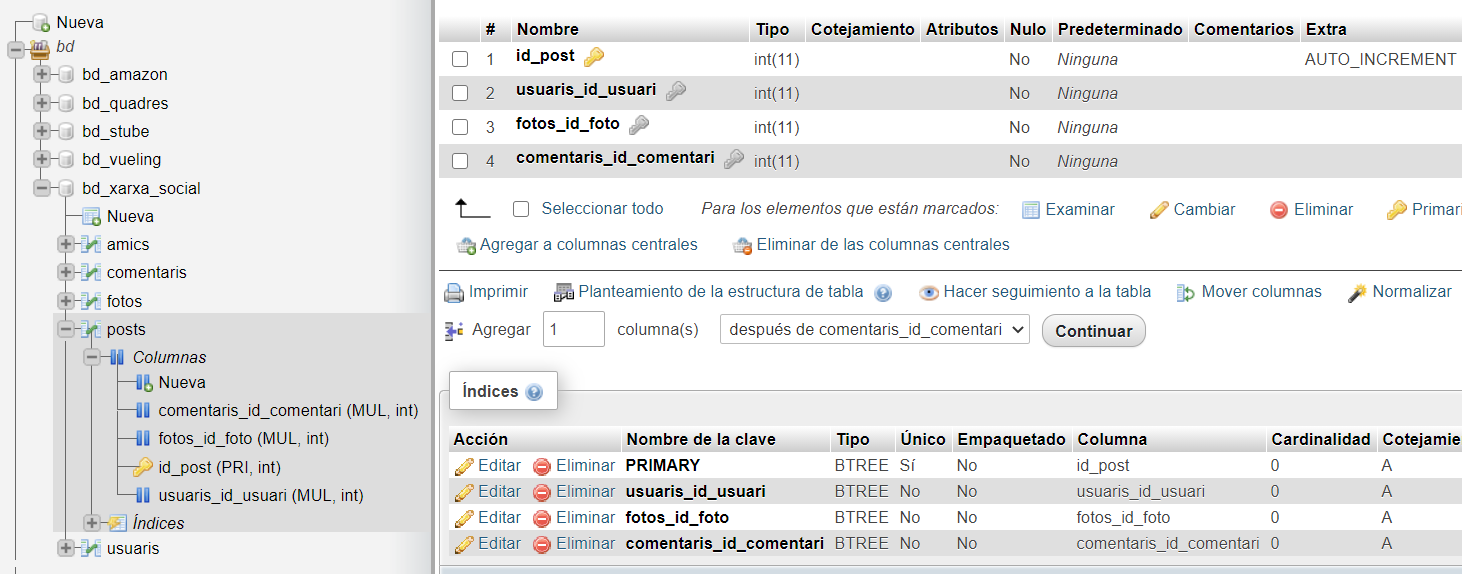 Nueva
bd
bd_amazon
bd_quadres
bd_stube
bd_vueling
bd_xarxa_social
Nueva
amics
comentaris
fotos
posts
Columnas
Nueva
comentaris_id_comentari (MUL, int)
fotos_id_foto (MUL, int)
id_post (PRI, int)
usuaris_id_usuari (MUL, int)
Índices
usuaris
# Nombre Tipo Cotejamiento Atributos Nulo Predeterminado Comentarios Extra
1 id_post int(11) No Ninguna AUTO_INCREMENT
2 usuaris_id_usuari int(11) No Ninguna
3 fotos_id_foto int(11) No Ninguna
4 comentaris_id_comentari int(11) No Ninguna
Seleccionar todo Para los elementos que están marcados: Examinar Cambiar Eliminar Primari
Agregar a columnas centrales Eliminar de las columnas centrales
Imprimir Planteamiento de la estructura de tabla Hacer seguimiento a la tabla Mover columnas Normalizar
Agregar 1 columna(s) después de comentaris_id_comentari Continuar
Índices
Acción Nombre de la clave Tipo Único Empaquetado Columna Cardinalidad Cotejamie
Editar Eliminar PRIMARY BTREE Sí No id_post 0 A
Editar Eliminar usuaris_id_usuari BTREE No No usuaris_id_usuari 0 A
Editar Eliminar fotos_id_foto BTREE No No fotos_id_foto 0 A
Editar Eliminar comentaris_id_comentari BTREE No No comentaris_id_comentari 0 A